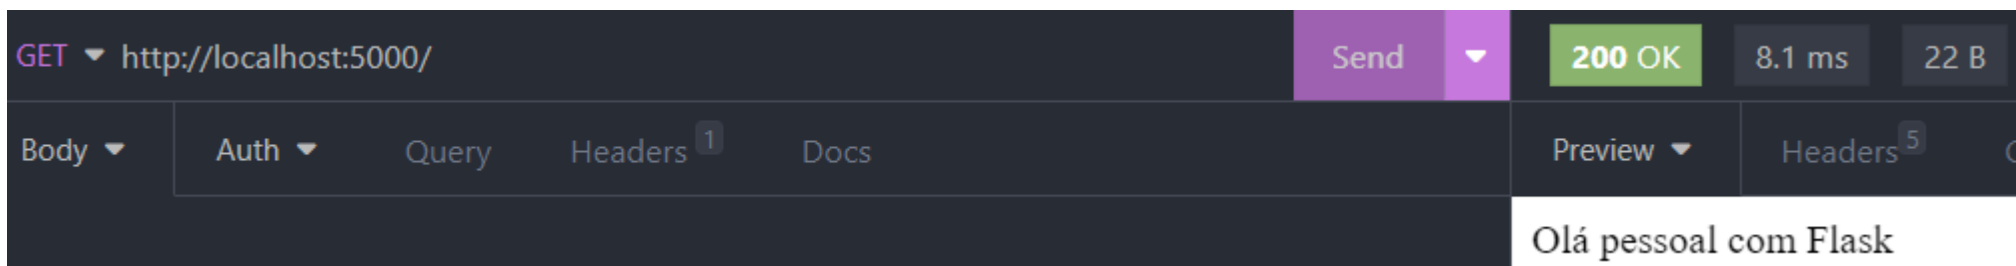 GET http://localhost:5000/ Send 200 OK 8.1 ms 22 B
Body Auth Query Headers 1 Docs Preview Headers 5
Olá pessoal com Flask